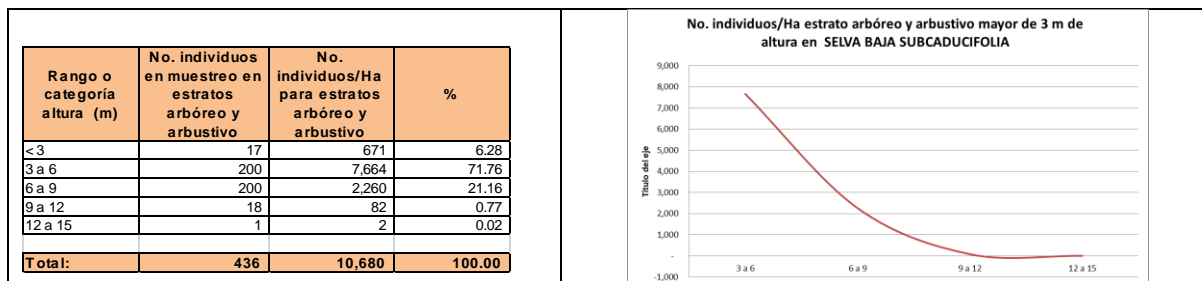 Rango o categoría altura (m) | No. individuos en muestreo en estratos arbóreo y arbustivo | No. individuos/Ha para estratos arbóreo y arbustivo | %
<3 | 17 | 671 | 6.28
3 a 6 | 200 | 7,664 | 71.76
6 a 9 | 200 | 2,260 | 21.16
9 a 12 | 18 | 82 | 0.77
12 a 15 | 1 | 2 | 0.02
Total: | 436 | 10,680 | 100.00
No. individuos/Ha estrato arbóreo y arbustivo mayor de 3 m de
altura en SELVA BAJA SUBCADUCIFOLIA
Título del eje
9,000
8,000
7,000
6,000
5,000
4,000
3,000
2,000
1,000
-
-1,000
3 a 6 6 a 9 9 a 12 12 a 15